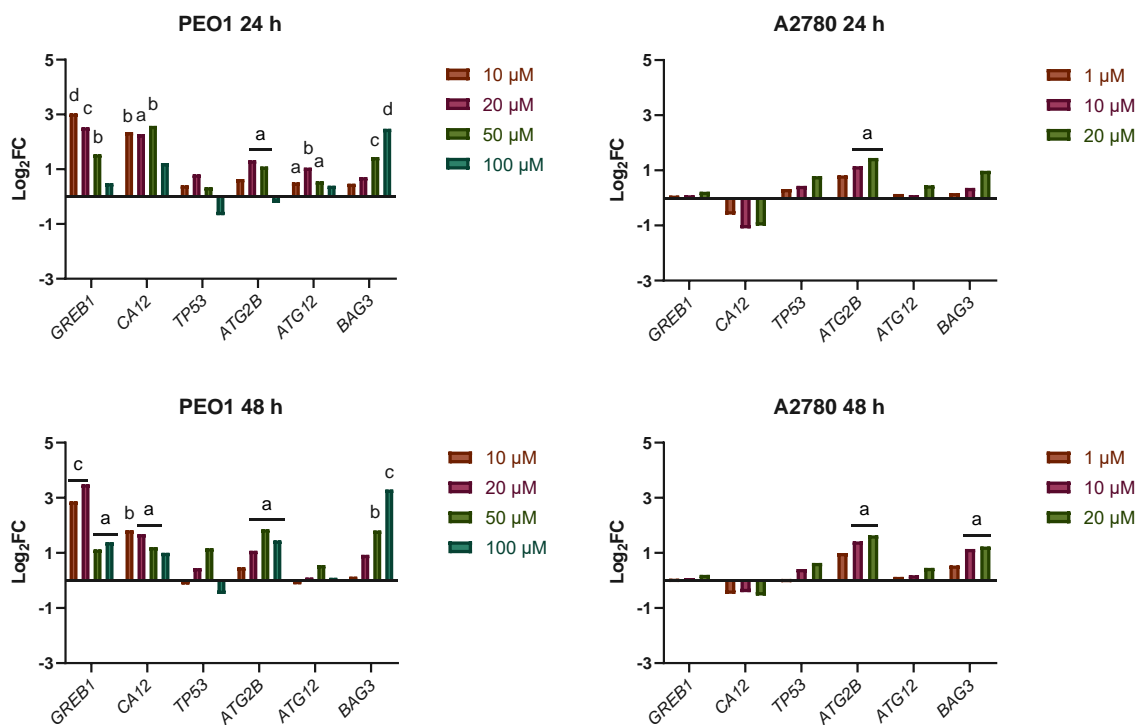 PEO1 24 h
5
3
1
-1
-3
Log2FC
d c b b a b a a b a c d
10 µM
20 µM
50 µM
100 µM
GREB1 CA12 TP53 ATG2B ATG12 BAG3
A2780 24 h
5
3
1
-1
-3
Log2FC
a
1 µM
10 µM
20 µM
GREB1 CA12 TP53 ATG2B ATG12 BAG3
PEO1 48 h
5
3
1
-1
-3
Log2FC
c a b a a b c
10 µM
20 µM
50 µM
100 µM
GREB1 CA12 TP53 ATG2B ATG12 BAG3
A2780 48 h
5
3
1
-1
-3
Log2FC
a a
1 µM
10 µM
20 µM
GREB1 CA12 TP53 ATG2B ATG12 BAG3